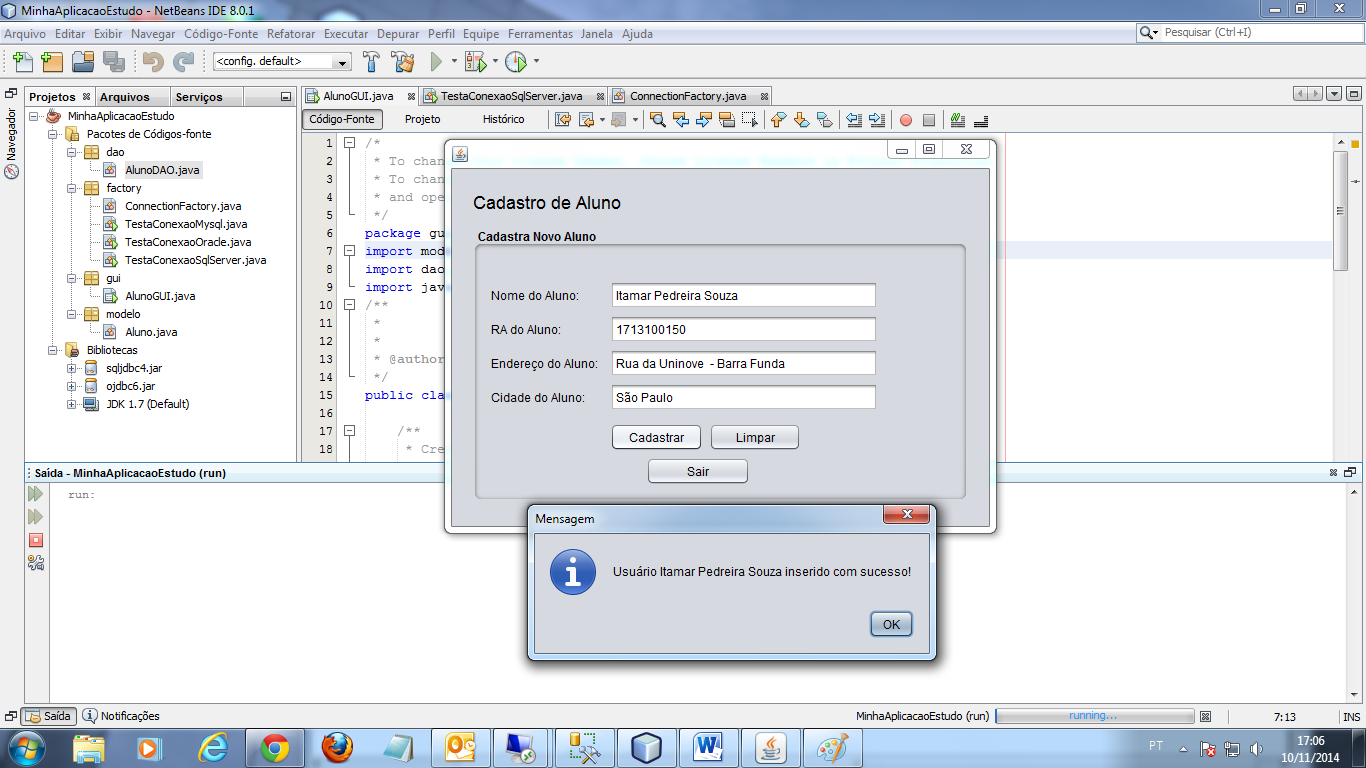 MinhaAplicacaoEstudo - NetBeans IDE 8.0.1
Arquivo Editar Exibir Navegar Código-Fonte Refatorar Executar Depurar Perfil Equipe Ferramentas Janela Ajuda
Pesquisar (Ctrl+I)
<config. default>
Projetos Arquivos Serviços
AlunoGUI.java TestaConexaoSqlServer.java ConnectionFactory.java
Navegador
MinhaAplicacaoEstudo
Pacotes de Códigos-fonte
dao
AlunoDAO.java
factory
ConnectionFactory.java
TestaConexaoMysql.java
TestaConexaoOracle.java
TestaConexaoSqlServer.java
gui
AlunoGUI.java
modelo
Aluno.java
Bibliotecas
sqljdbc4.jar
ojdbc6.jar
JDK 1.7 (Default)
Código-Fonte Projeto Histórico
1 /*
2 * To chan
3 * To chan
4 * and ope
5 */
6 package gu
7 import mod
8 import dao
9 import jav
10 /**
11 *
12 *
13 * @author
14 */
15 public cla
16
17 /**
18 * Cre
Cadastro de Aluno
Cadastra Novo Aluno
Nome do Aluno: Itamar Pedreira Souza
RA do Aluno: 1713100150
Endereço do Aluno: Rua da Uninove - Barra Funda
Cidade do Aluno: São Paulo
Cadastrar Limpar
Sair
Saída - MinhaAplicacaoEstudo (run)
run:
Mensagem
Usuário Itamar Pedreira Souza inserido com sucesso!
OK
Saída Notificações
MinhaAplicacaoEstudo (run) running... 7:13 INS
PT
17:06
10/11/2014